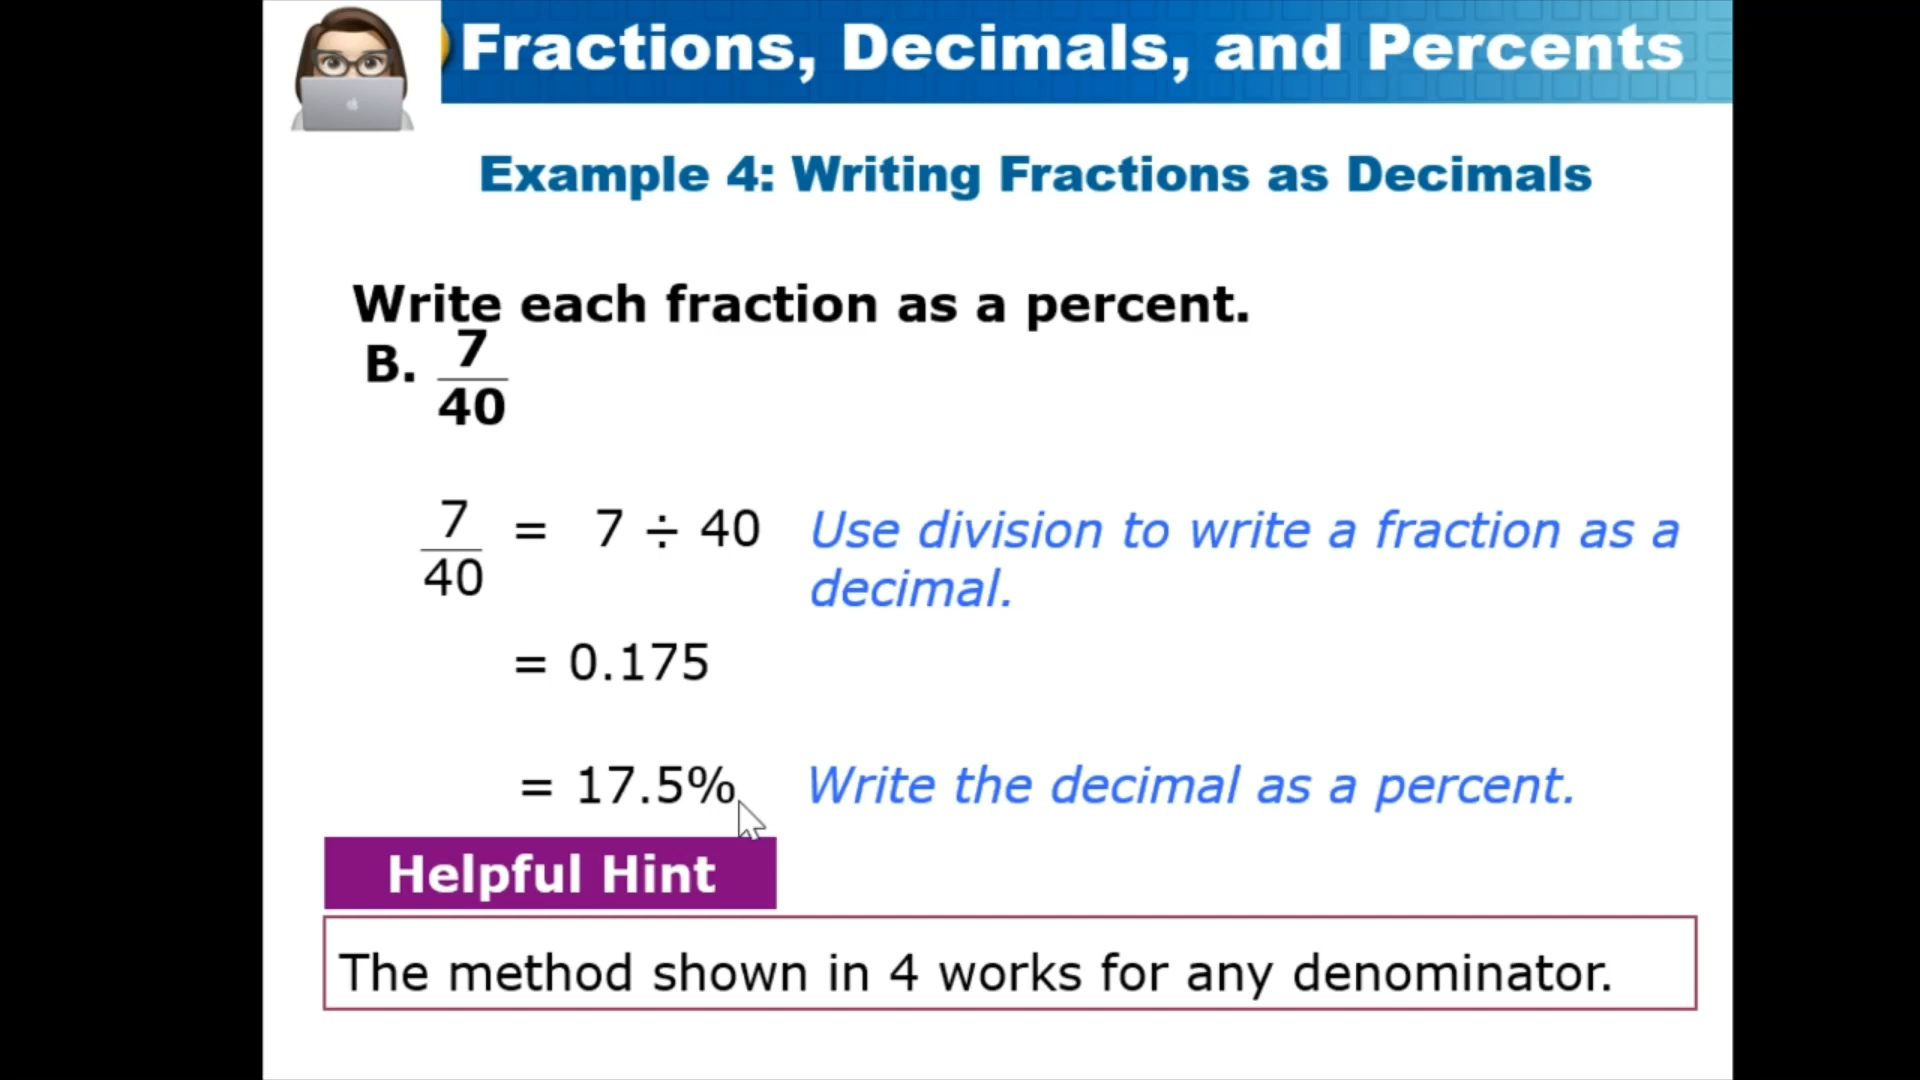 Fractions, Decimals, and Percents
Example 4: Writing Fractions as Decimals
Write each fraction as a percent.
B. 7
40
7
40
= 7 ÷ 40 Use division to write a fraction as a
decimal.
= 0.175
= 17.5% Write the decimal as a percent.
Helpful Hint
The method shown in 4 works for any denominator.